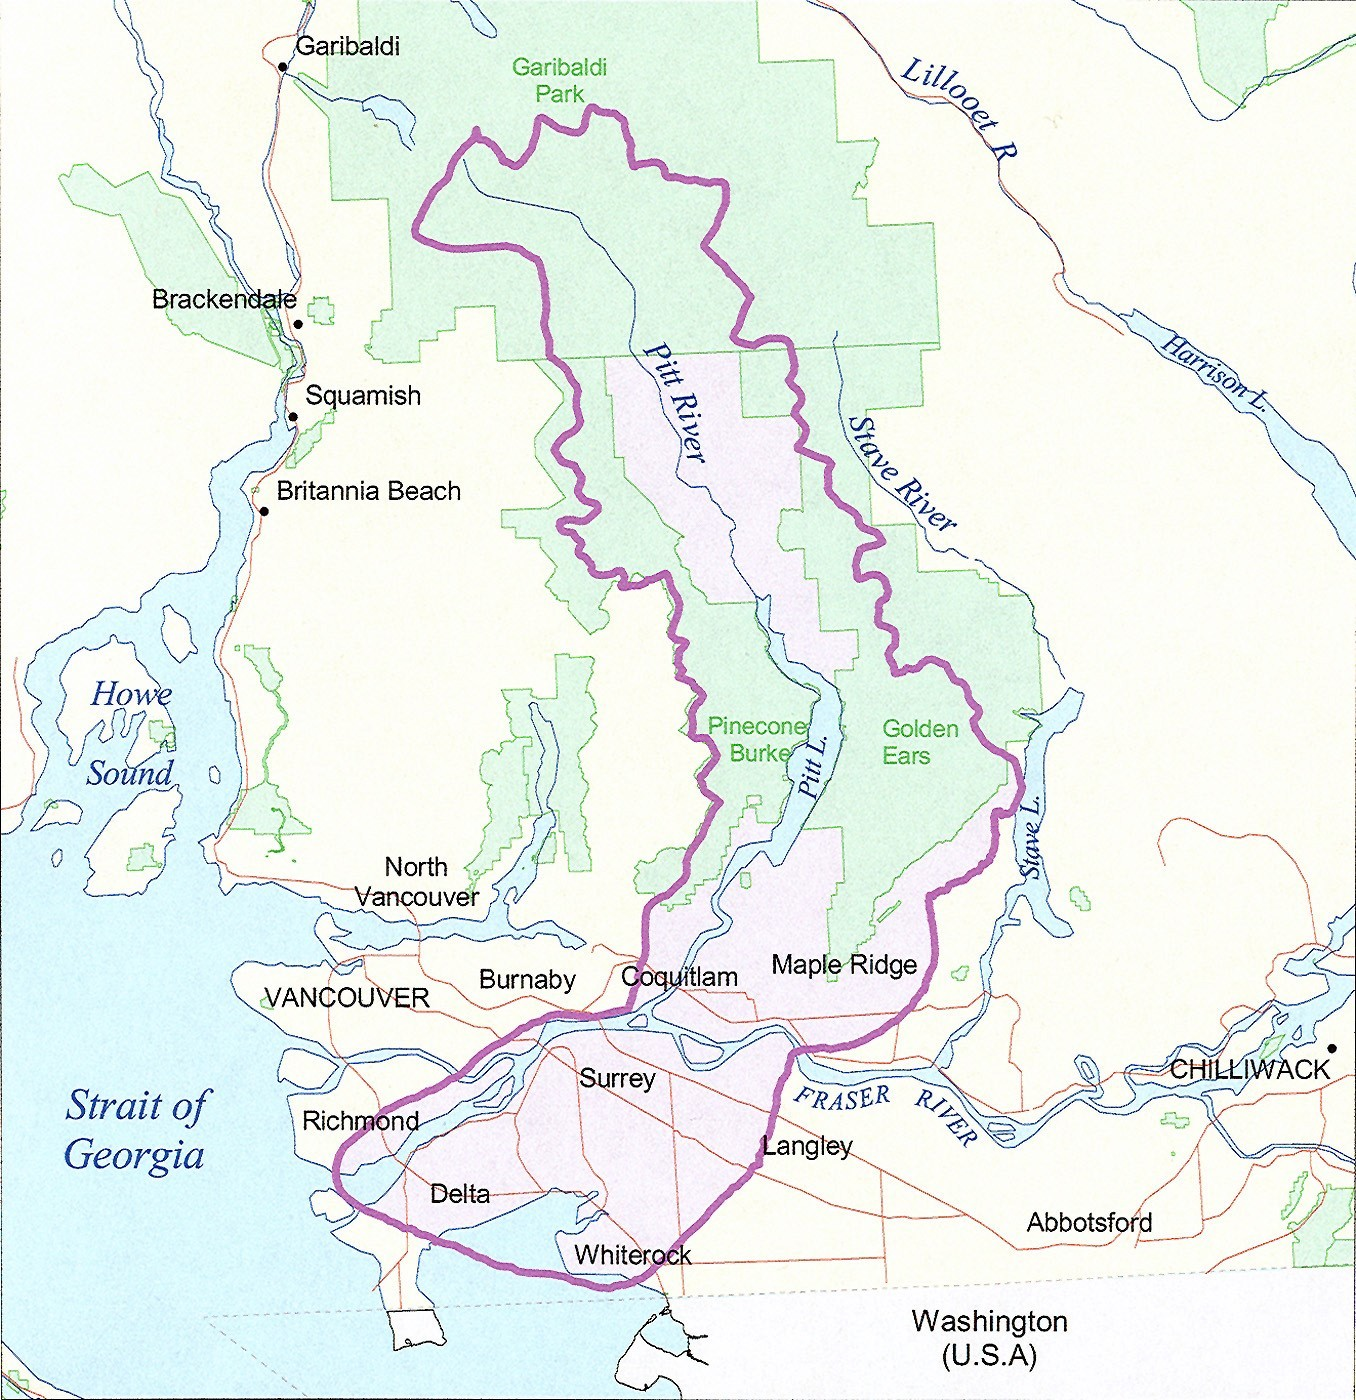 Garibaldi
Garibaldi
Park
Lillooet R
Brackendale
Harrison L.
Squamish
Pitt River
Stave River
Britannia Beach
Howe
Sound
Pinecone
Burke
Pitt L.
Golden
Ears
Stave L.
North
Vancouver
Burnaby
Coquitlam
Maple Ridge
VANCOUVER
Surrey
FRASER RIVER
CHILLIWACK
Strait of
Georgia
Richmond
Langley
Delta
Abbotsford
Whiterock
Washington
(U.S.A)